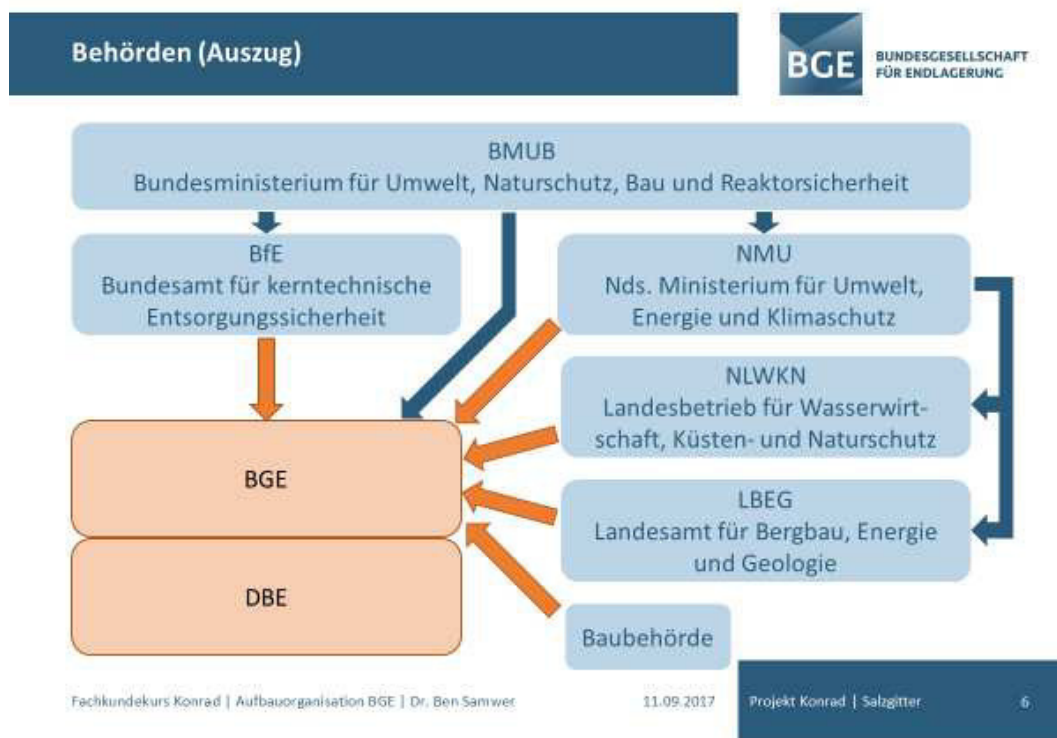 Behörden (Auszug)
BGE
BUNDESGESELLSCHAFT
FÜR ENDLAGERUNG
BMUB
Bundesministerium für Umwelt, Naturschutz, Bau und Reaktorsicherheit
BfE
Bundesamt für kerntechnische
Entsorgungssicherheit
NMU
Nds. Ministerium für Umwelt,
Energie und Klimaschutz
NLWKN
Landesbetrieb für Wasserwirt-
schaft, Küsten- und Naturschutz
BGE
LBEG
Landesamt für Bergbau, Energie
und Geologie
DBE
Baubehörde
Fachkundekurs Konrad | Aufbauorganisation BGE | Dr. Ben Samwer
11.09.2017
Projekt Konrad | Salzgitter
6